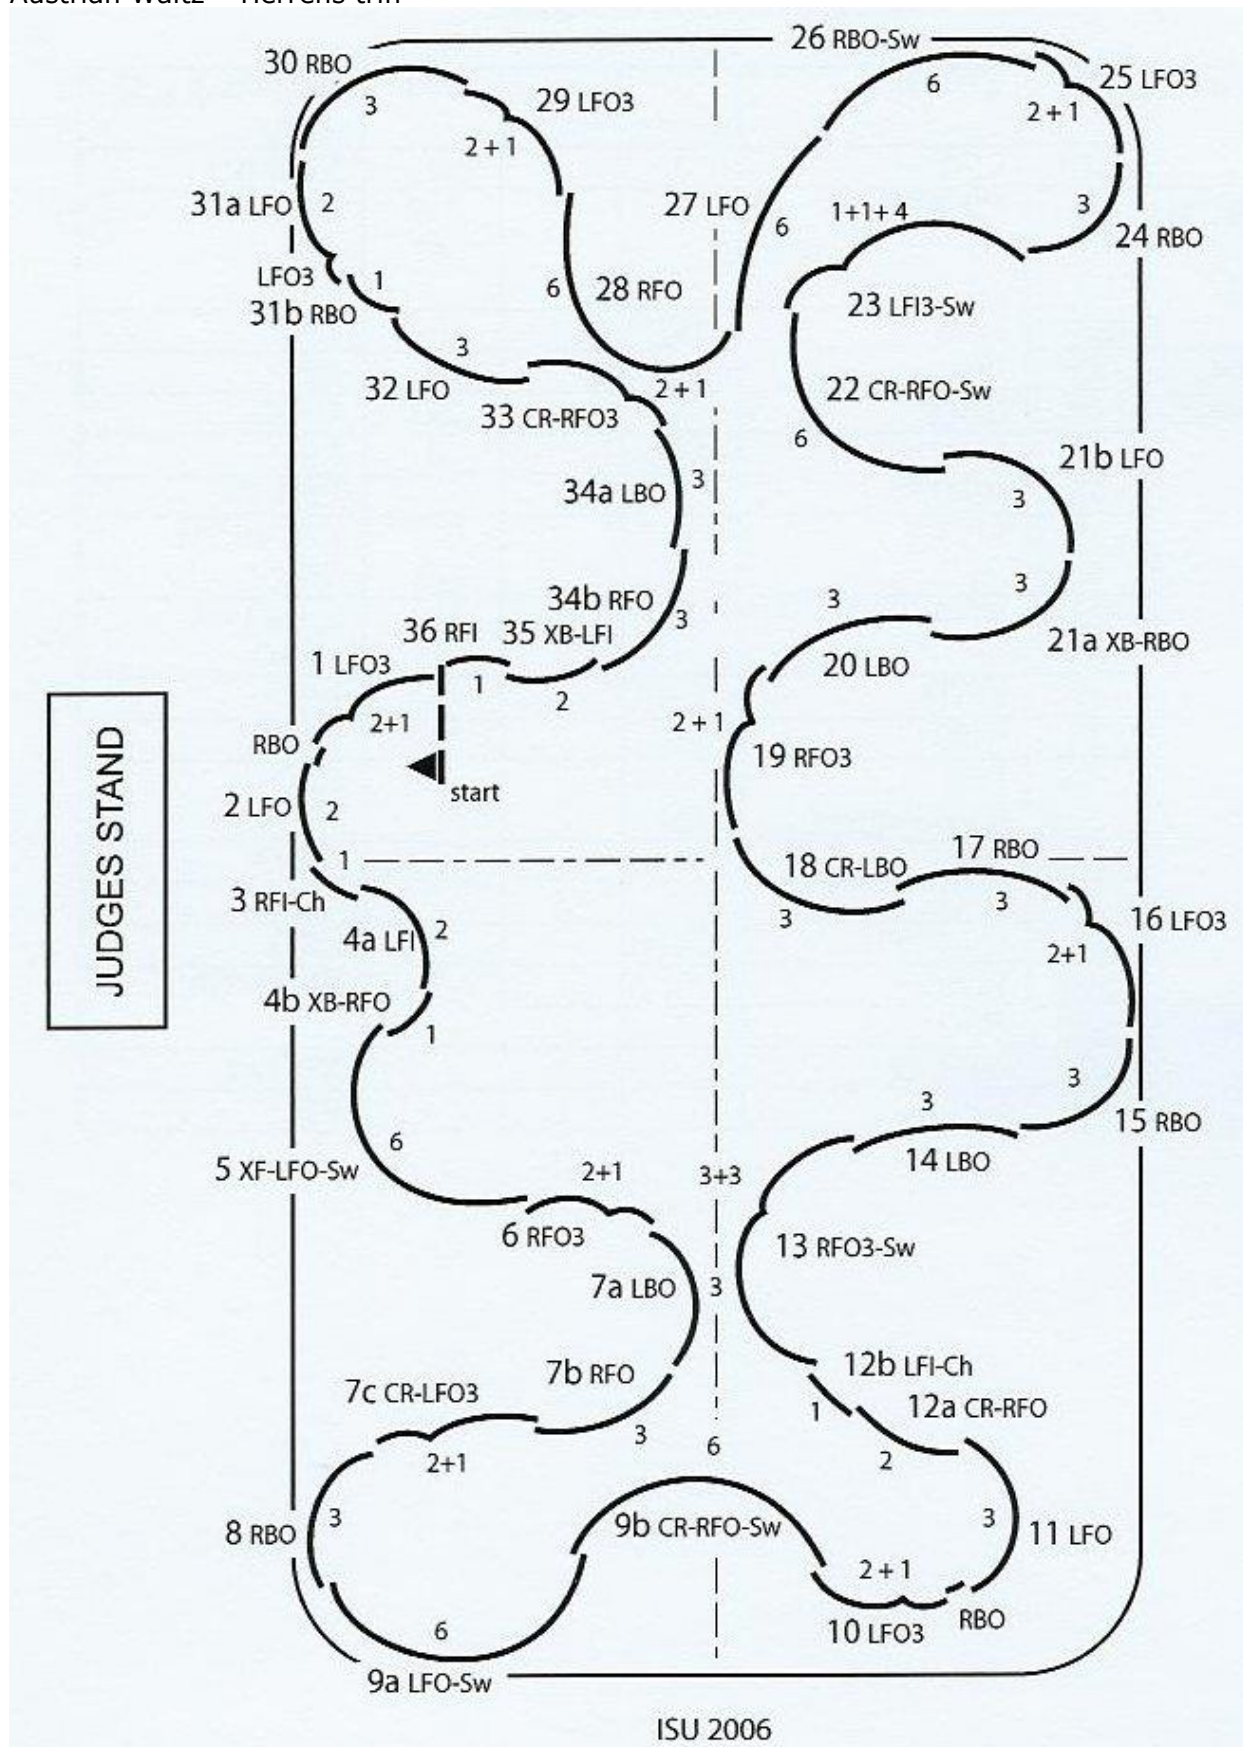 Austrian Waltz – Herrens trin
26 RBO-Sw
30 RBO
6
25 LFO3
3
29 LFO3
2 + 1
2 + 1
31a LFO
2
27 LFO
6
1+1+ 4
3
24 RBO
LFO3
1
6
28 RFO
23 LFI3-Sw
31b RBO
3
32 LFO
2 + 1
22 CR-RFO-Sw
33 CR-RFO3
6
21b LFO
34a LBO
3
3
34b RFO
3
3
3
36 RFI
35 XB-LFI
21a XB-RBO
1 LFO3
20 LBO
1
2
2+1
2 + 1
RBO
19 RFO3
start
JUDGES STAND
2 LFO
2
1
18 CR-LBO
17 RBO
3 RFI-Ch
3
3
16 LFO3
4a LFI
2
2+1
4b XB-RFO
1
3
3
15 RBO
6
5 XF-LFO-Sw
2+1
3+3
14 LBO
6 RFO3
13 RFO3-Sw
7a LBO
3
7b RFO
12b LFI-Ch
7c CR-LFO3
1
12a CR-RFO
2+1
3
6
2
8 RBO
3
9b CR-RFO-Sw
3
11 LFO
2 + 1
6
10 LFO3
RBO
9a LFO-Sw
ISU 2006